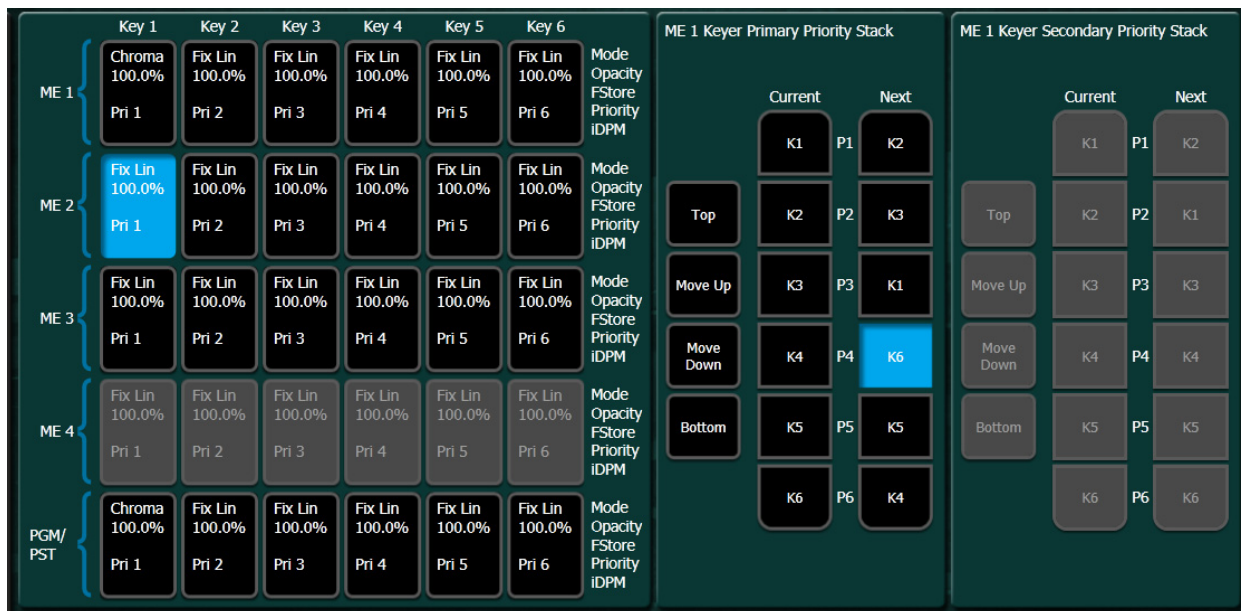 Key 1 Key 2 Key 3 Key 4 Key 5 Key 6
ME 1
Chroma Fix Lin Fix Lin Fix Lin Fix Lin Fix Lin Mode
100.0% 100.0% 100.0% 100.0% 100.0% 100.0% Opacity
FStore
Pri 1 Pri 2 Pri 3 Pri 4 Pri 5 Pri 6 Priority
iDPM
ME 2
Fix Lin Fix Lin Fix Lin Fix Lin Fix Lin Fix Lin Mode
100.0% 100.0% 100.0% 100.0% 100.0% 100.0% Opacity
FStore
Pri 1 Pri 2 Pri 3 Pri 4 Pri 5 Pri 6 Priority
iDPM
ME 3
Fix Lin Fix Lin Fix Lin Fix Lin Fix Lin Fix Lin Mode
100.0% 100.0% 100.0% 100.0% 100.0% 100.0% Opacity
FStore
Pri 1 Pri 2 Pri 3 Pri 4 Pri 5 Pri 6 Priority
iDPM
ME 4
Fix Lin Fix Lin Fix Lin Fix Lin Fix Lin Fix Lin Mode
100.0% 100.0% 100.0% 100.0% 100.0% 100.0% Opacity
FStore
Pri 1 Pri 2 Pri 3 Pri 4 Pri 5 Pri 6 Priority
iDPM
PGM/
PST
Chroma Fix Lin Fix Lin Fix Lin Fix Lin Fix Lin Mode
100.0% 100.0% 100.0% 100.0% 100.0% 100.0% Opacity
FStore
Pri 1 Pri 2 Pri 3 Pri 4 Pri 5 Pri 6 Priority
iDPM
ME 1 Keyer Primary Priority Stack
Current Next
K1 P1 K2
Top K2 P2 K3
Move Up K3 P3 K1
Move
Down K4 P4 K6
Bottom K5 P5 K5
K6 P6 K4
ME 1 Keyer Secondary Priority Stack
Current Next
K1 P1 K2
Top K2 P2 K1
Move Up K3 P3 K3
Move
Down K4 P4 K4
Bottom K5 P5 K5
K6 P6 K6